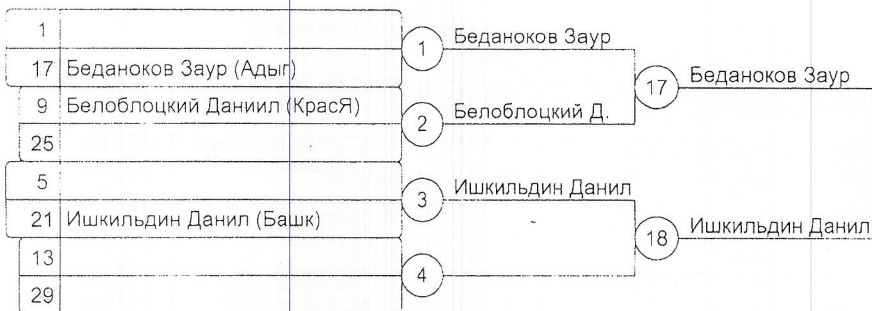 1
17 Беданоков Заур (Адыг)
9 Белоблоцкий Даниил (КрасЯ)
25
5
21 Ишкильдин Данил (Башк)
13
29
1 Беданоков Заур
2 Белоблоцкий Д.
3 Ишкильдин Данил
4
17 Беданоков Заур
18 Ишкильдин Данил